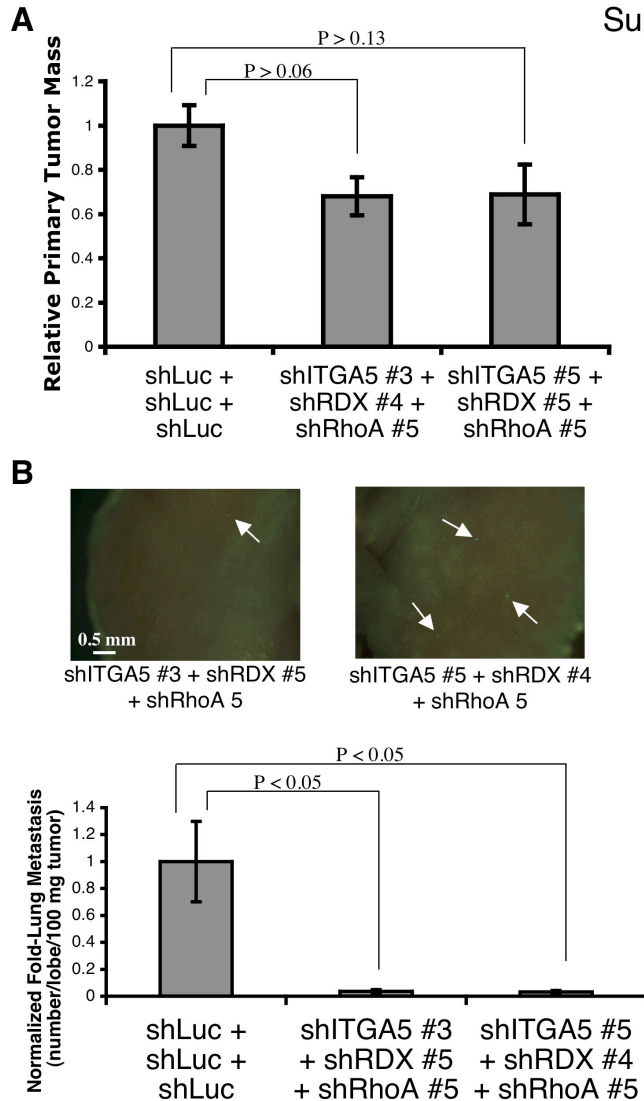 A
Su
P > 0.13
P > 0.06
Relative Primary Tumor Mass
1.2
1
0.8
0.6
0.4
0.2
0
shLuc +
shLuc +
shLuc
shITGA5 #3 +
shRDX #4 +
shRhoA #5
shITGA5 #5 +
shRDX #5 +
shRhoA #5
B
0.5 mm
shITGA5 #3 + shRDX #5
+ shRhoA 5
shITGA5 #5 + shRDX #4
+ shRhoA 5
P < 0.05
P < 0.05
Normalized Fold-Lung Metastasis
(number/lobe/100 mg tumor)
1.4
1.2
1
0.8
0.6
0.4
0.2
0
shLuc +
shLuc +
shLuc
shITGA5 #3
+ shRDX #5
+ shRhoA #5
shITGA5 #5
+ shRDX #4
+ shRhoA #5